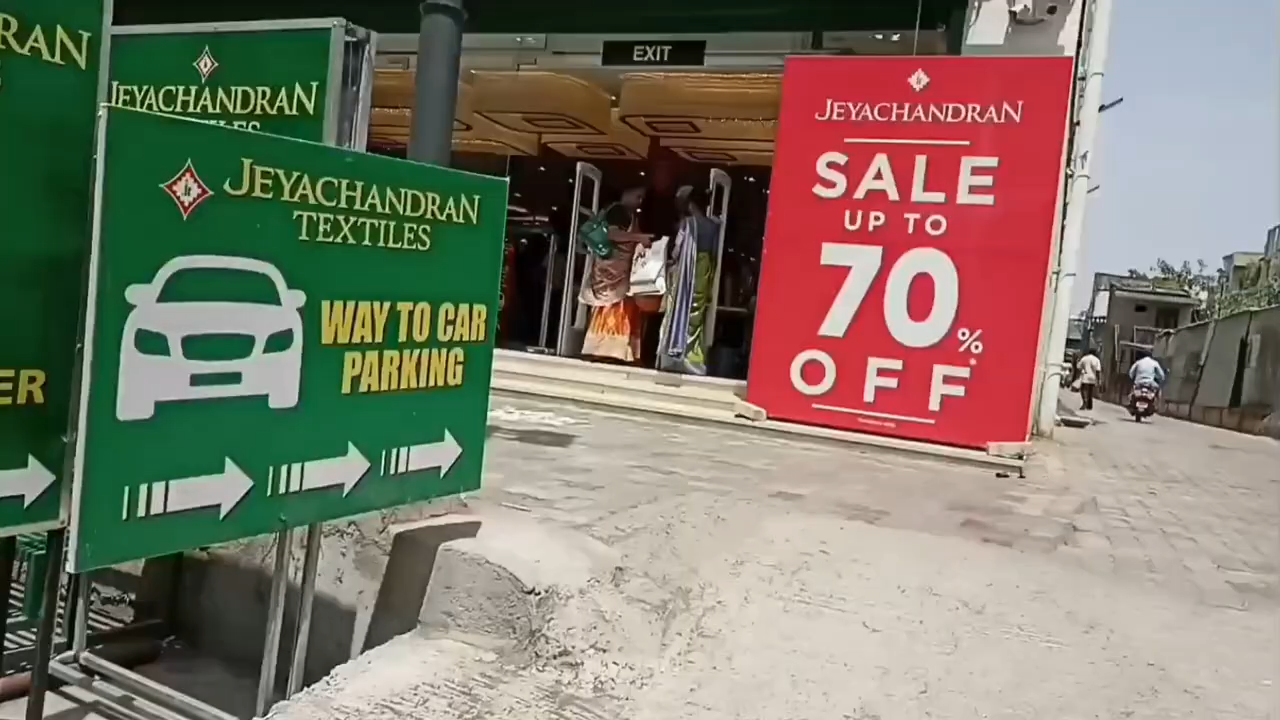 RAN
ER
JEYACHANDRAN
JEYACHANDRAN
TEXTILES
WAY TO CAR
PARKING
EXIT
JEYACHANDRAN
SALE
UP TO
70%*
OFF